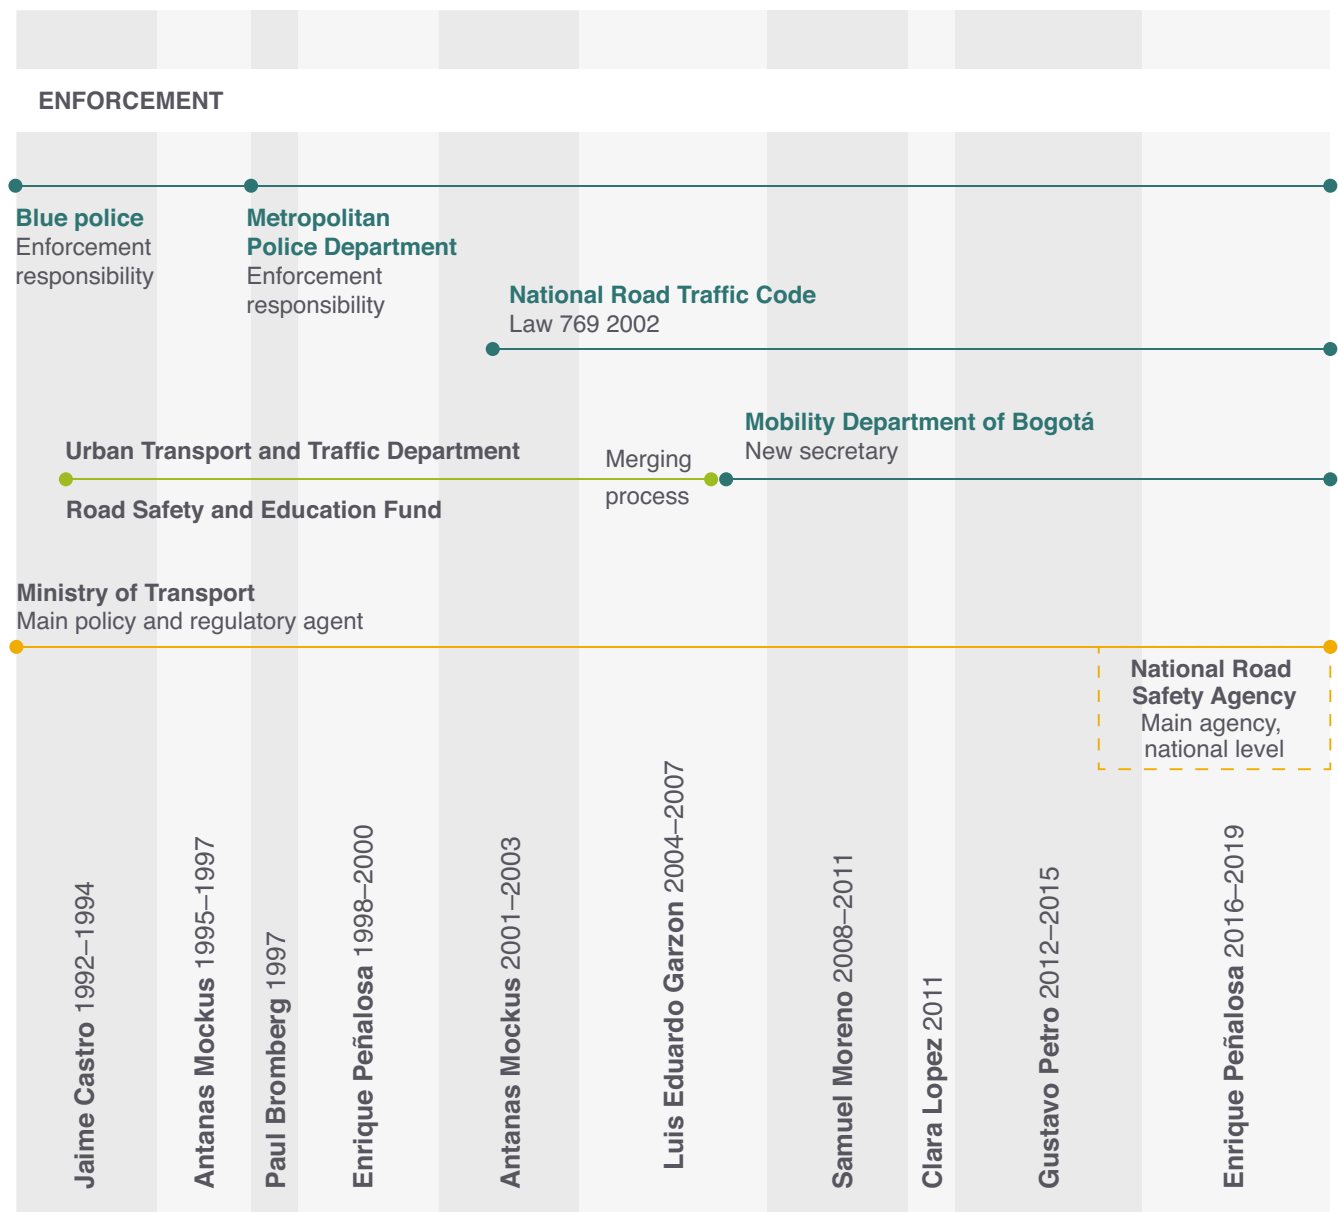 ENFORCEMENT
Blue police
Enforcement
responsibility
Metropolitan
Police Department
Enforcement
responsibility
National Road Traffic Code
Law 769 2002
Urban Transport and Traffic Department
Road Safety and Education Fund
Merging
process
Mobility Department of Bogotá
New secretary
Ministry of Transport
Main policy and regulatory agent
National Road
Safety Agency
Main agency,
national level
Jaime Castro 1992–1994
Antanas Mockus 1995–1997
Paul Bromberg 1997
Enrique Peñalosa 1998–2000
Antanas Mockus 2001–2003
Luis Eduardo Garzon 2004–2007
Samuel Moreno 2008–2011
Clara Lopez 2011
Gustavo Petro 2012–2015
Enrique Peñalosa 2016–2019